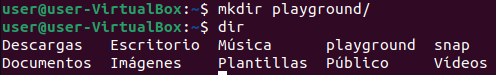 user@user-VirtualBox:~$ mkdir playground/
user@user-VirtualBox:~$ dir
Descargas Escritorio Música playground snap
Documentos Imágenes Plantillas Público Vídeos